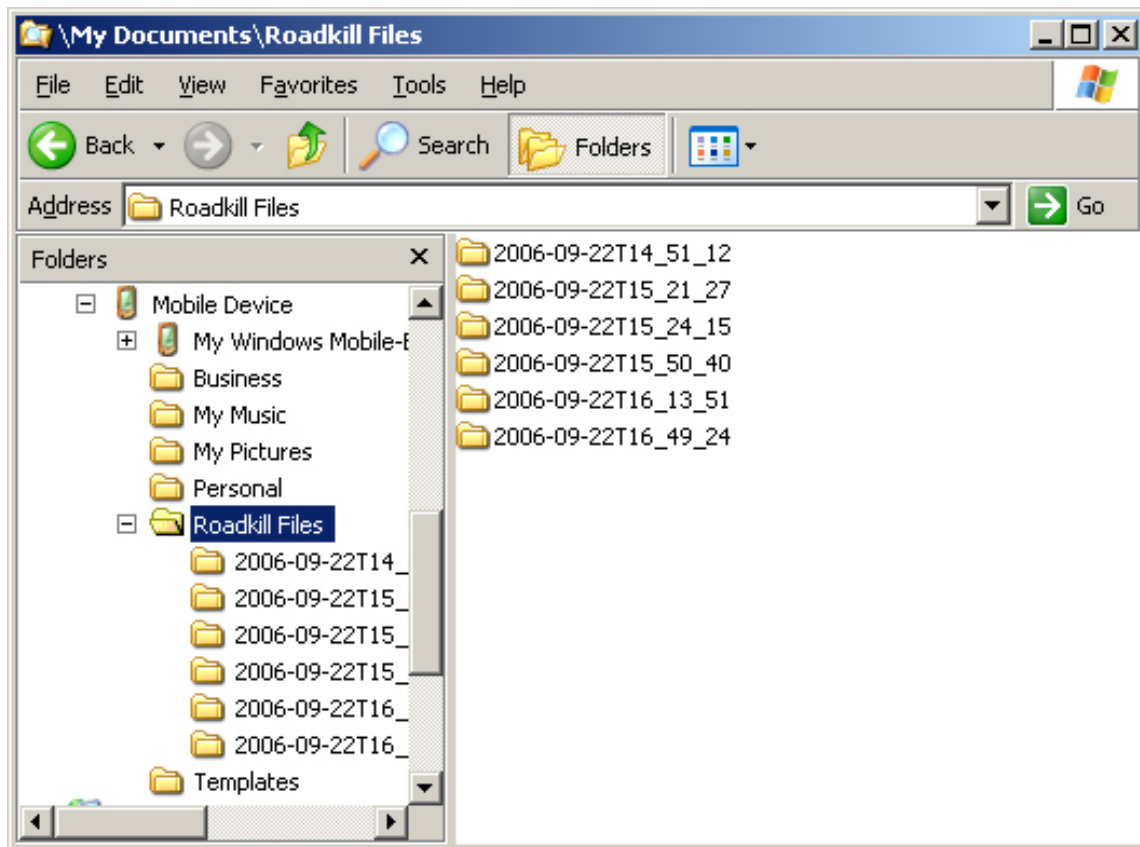 \My Documents\Roadkill Files
File Edit View Favorites Tools Help
Back Search Folders
Address Roadkill Files Go
Folders
Mobile Device
My Windows Mobile-B
Business
My Music
My Pictures
Personal
Roadkill Files
2006-09-22T14_
2006-09-22T15_
2006-09-22T15_
2006-09-22T15_
2006-09-22T16_
2006-09-22T16_
Templates
2006-09-22T14_51_12
2006-09-22T15_21_27
2006-09-22T15_24_15
2006-09-22T15_50_40
2006-09-22T16_13_51
2006-09-22T16_49_24